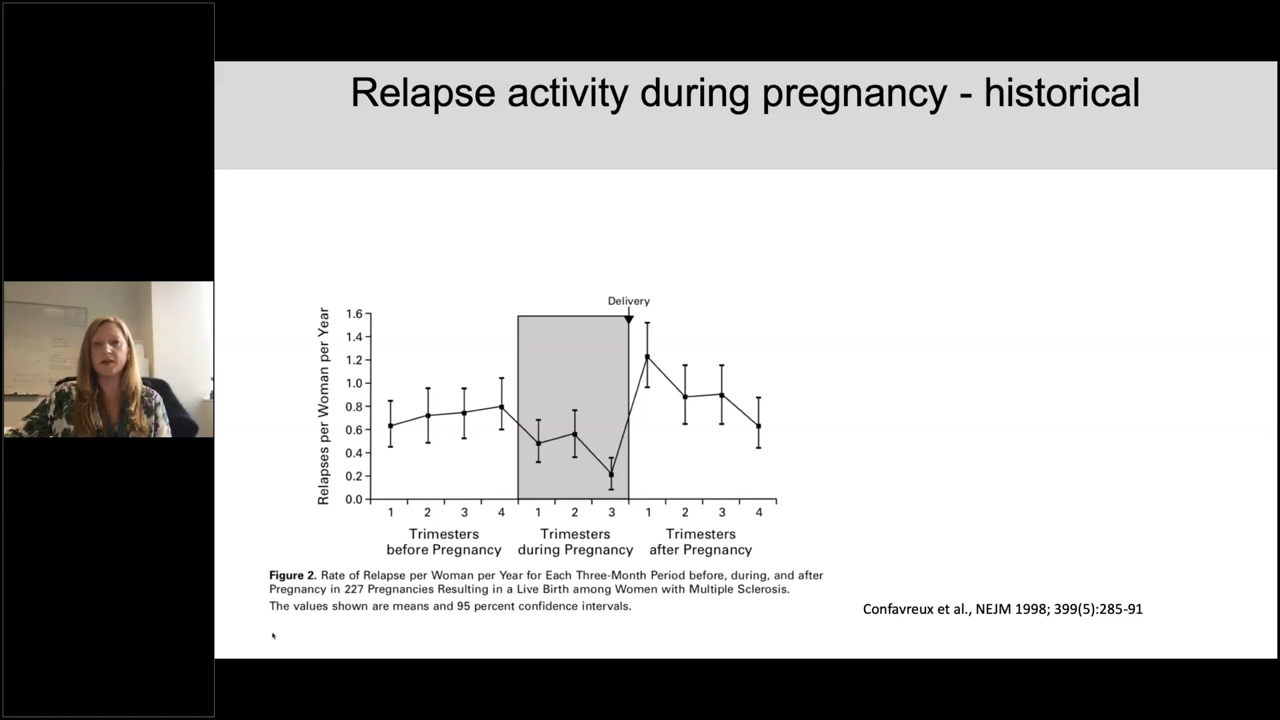 Relapse activity during pregnancy - historical
Delivery
Relapses per Woman per Year
1.6
1.4
1.2
1.0
0.8
0.6
0.4
0.2
0.0
1 2 3 4 1 2 3 1 2 3 4
Trimesters before Pregnancy
Trimesters during Pregnancy
Trimesters after Pregnancy
Figure 2. Rate of Relapse per Woman per Year for Each Three-Month Period before, during, and after
Pregnancy in 227 Pregnancies Resulting in a Live Birth among Women with Multiple Sclerosis.
The values shown are means and 95 percent confidence intervals.
Confavreux et al., NEJM 1998; 399(5):285-91